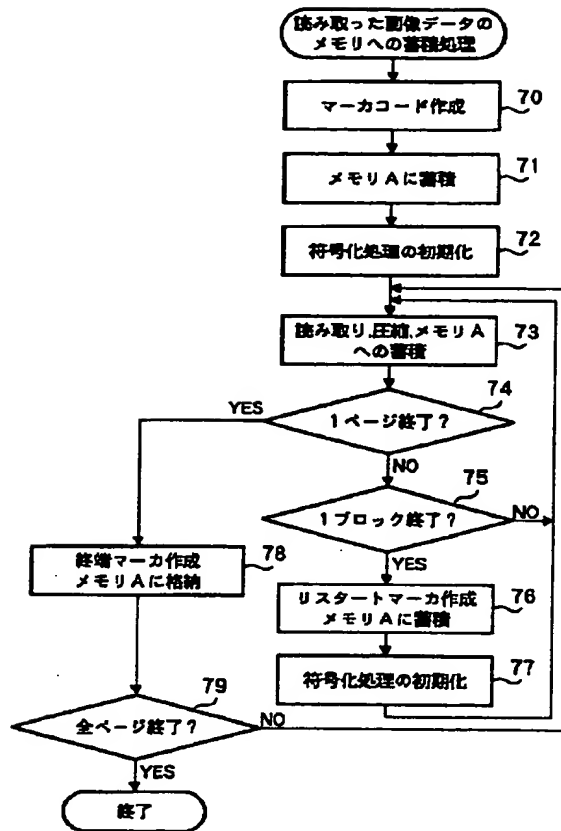 読み取った画像データの
メモリへの蓄積処理
マーカコード作成
70
メモリAに蓄積
71
符号化処理の初期化
72
読み取り,圧縮,メモリA
への蓄積
73
1ページ終了?
74
YES
NO
1ブロック終了?
75
NO
YES
リスタートマーカ作成
メモリAに蓄積
76
符号化処理の初期化
77
終端マーカ作成
メモリAに格納
78
全ページ終了?
79
NO
YES
終了